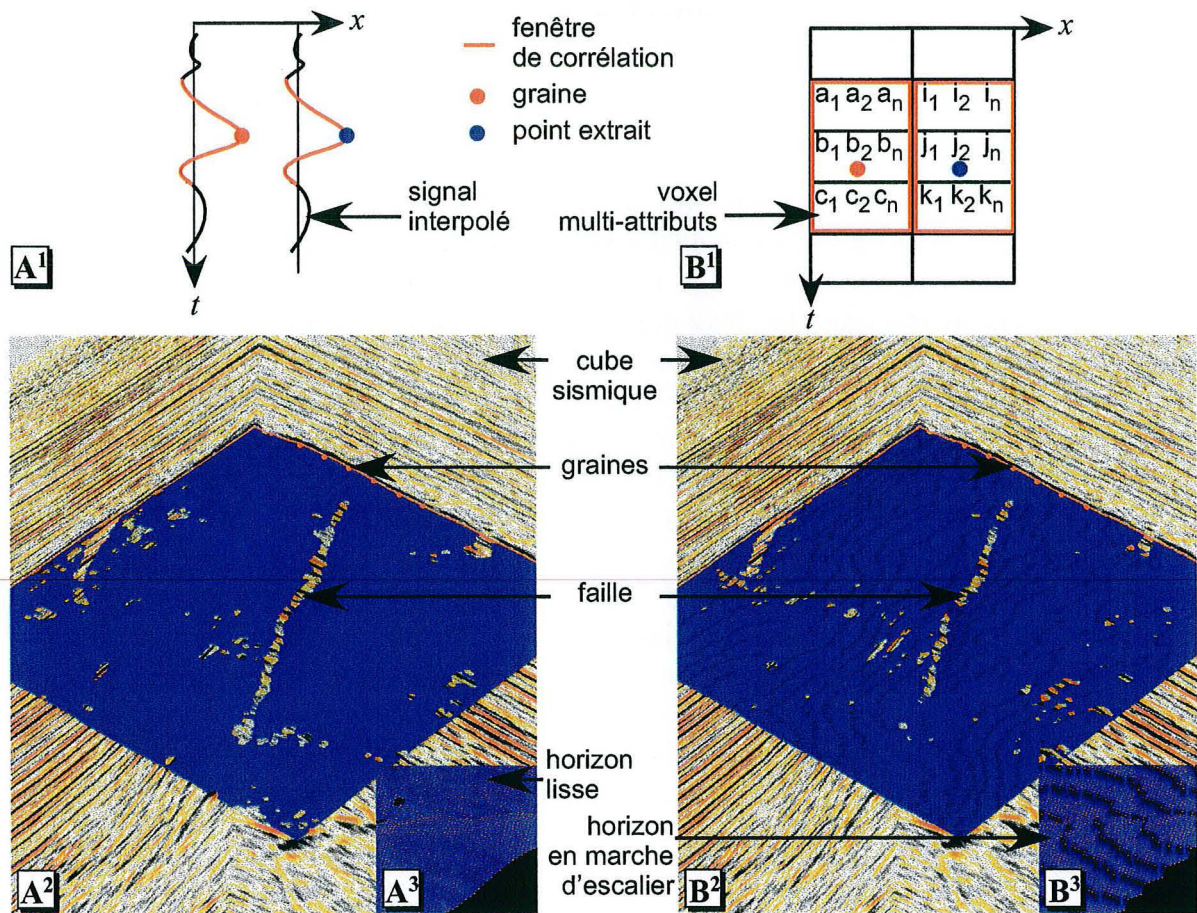 x
x
fenêtre
de corrélation
graine
point extrait
signal
interpolé
voxel
multi-attributs
a1 a2 an
i1 i2 in
b1 b2 bn
j1 j2 jn
c1 c2 cn
k1 k2 kn
A1
t
B1
t
cube
sismique
graines
faille
horizon
lisse
horizon
en marche
d'escalier
A2
A3
B2
B3